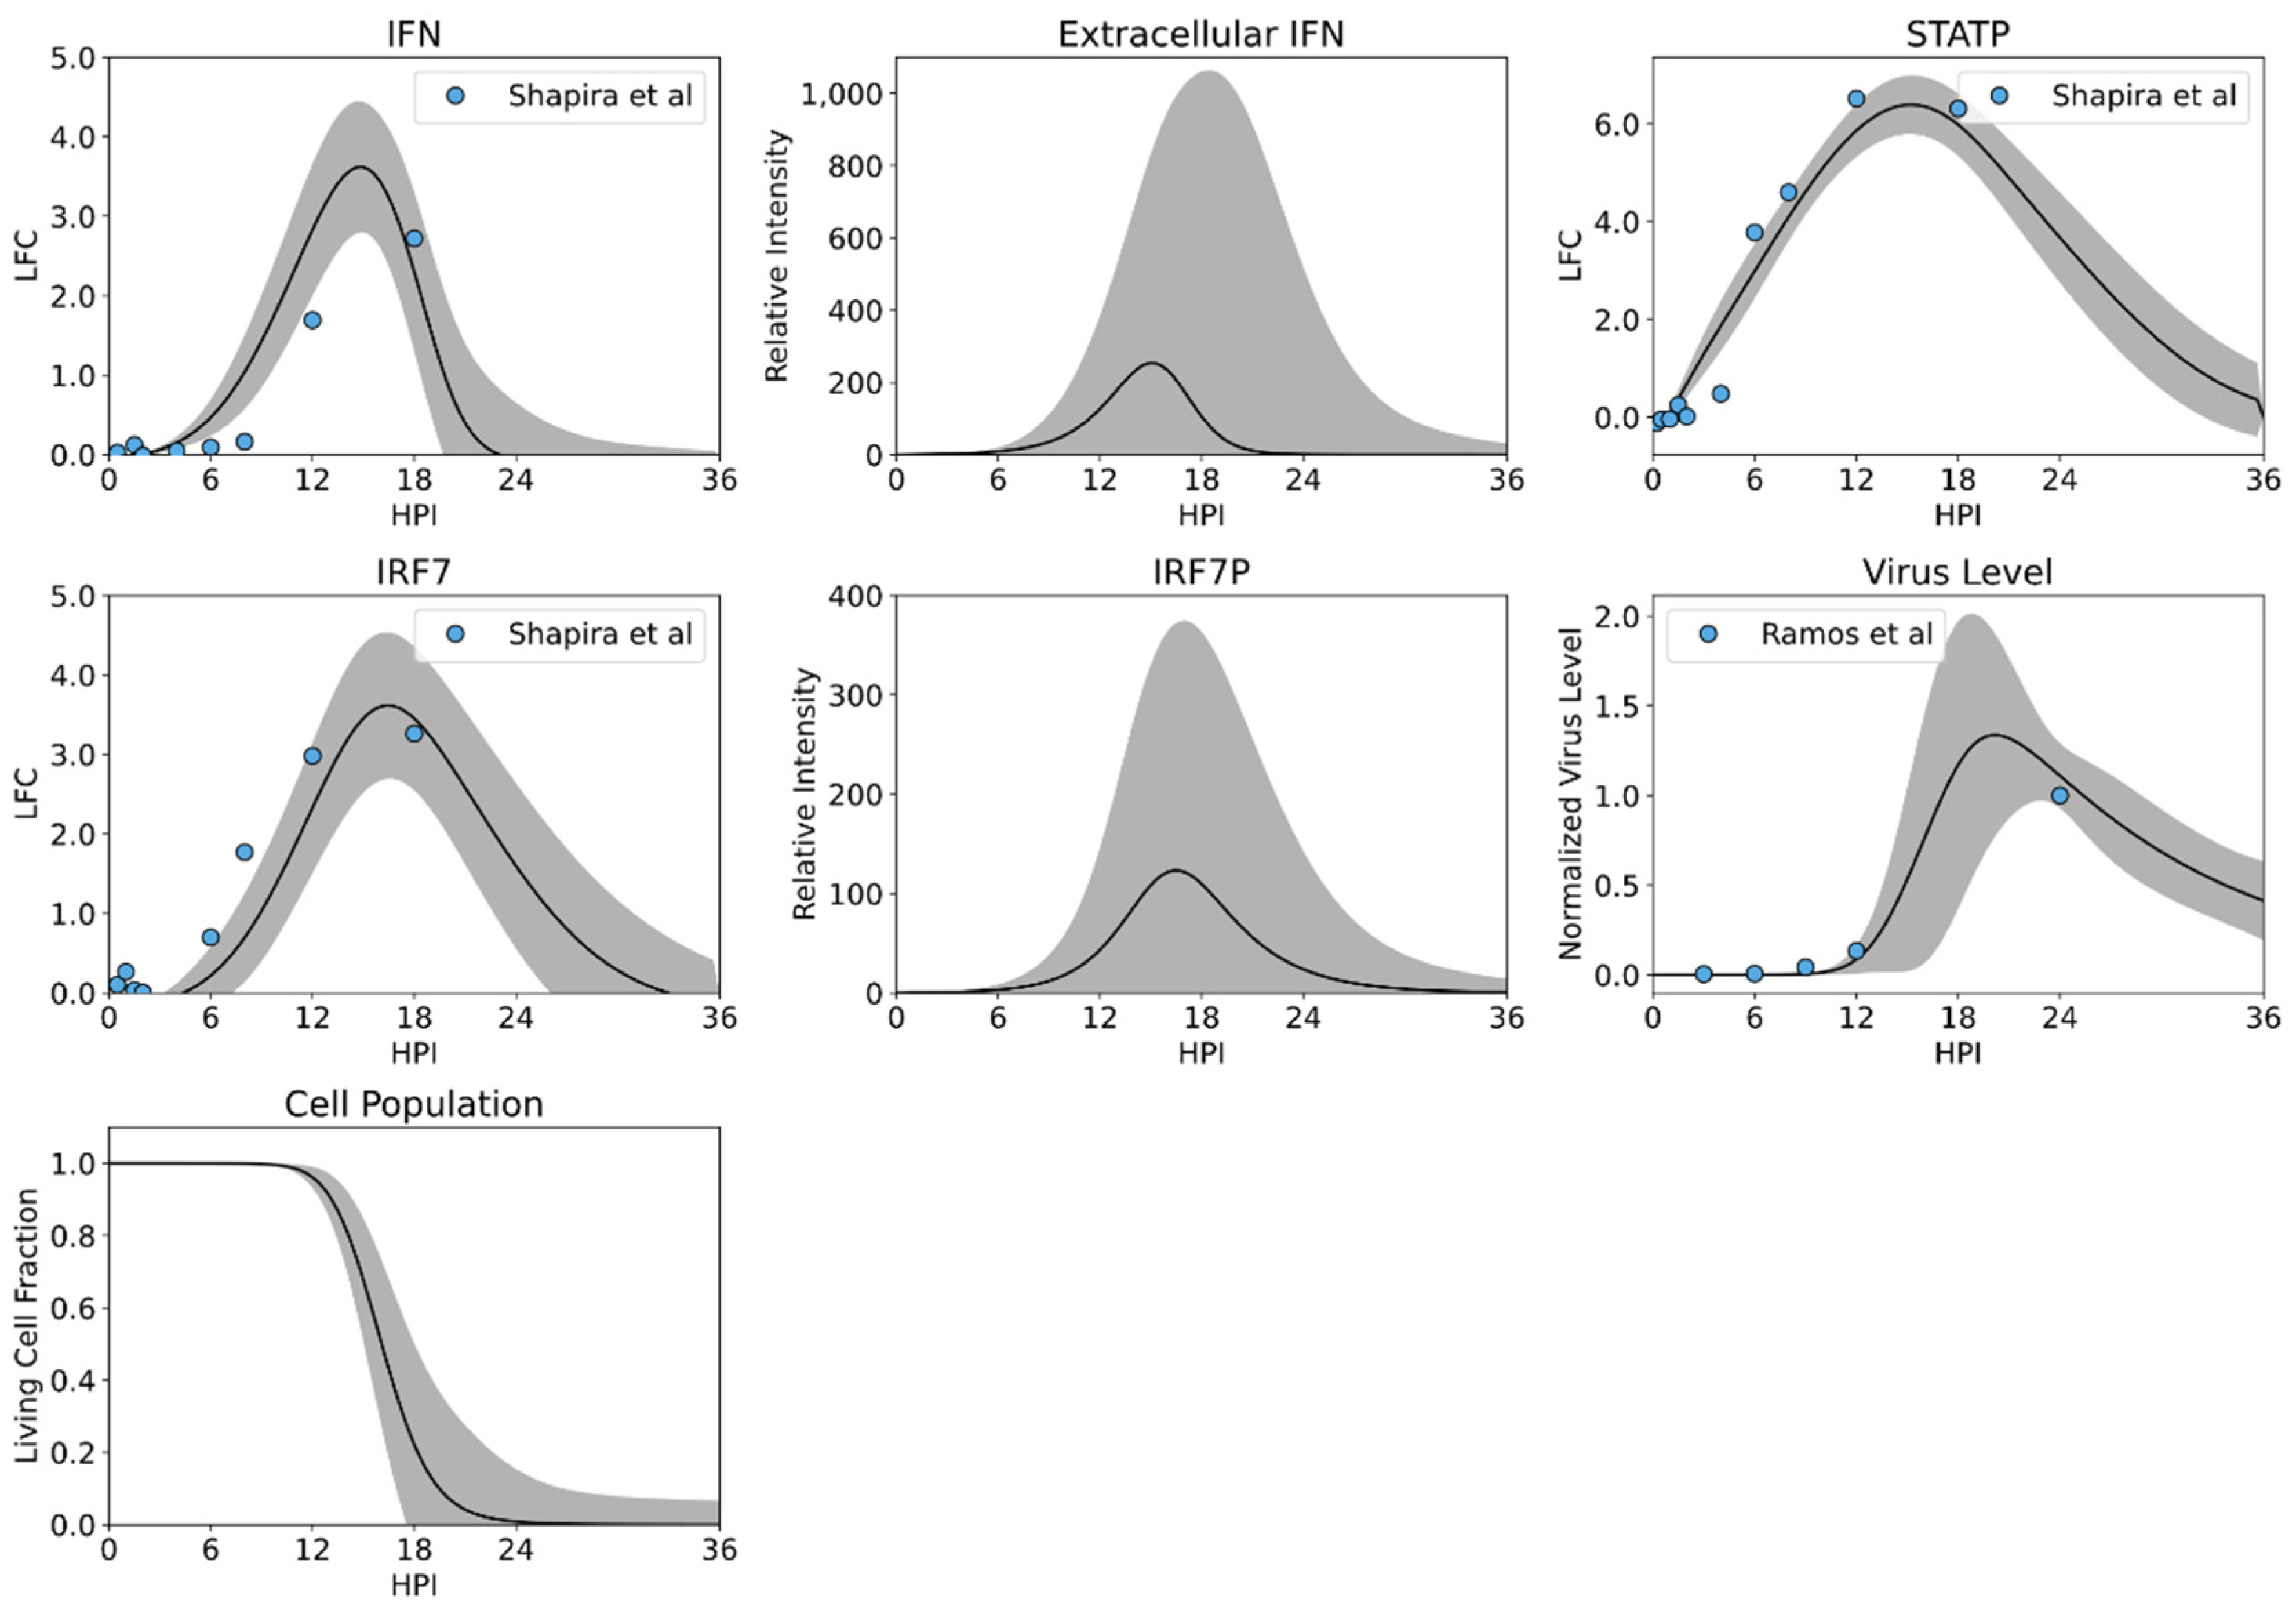 IFN
5.0
4.0
3.0
2.0
1.0
0.0
LFC
Shapira et al
0 6 12 18 24 36
HPI
Extracellular IFN
1,000
800
600
400
200
0
Relative Intensity
0 6 12 18 24 36
HPI
STATP
6.0
4.0
2.0
0.0
LFC
Shapira et al
0 6 12 18 24 36
HPI
IRF7
5.0
4.0
3.0
2.0
1.0
0.0
LFC
Shapira et al
0 6 12 18 24 36
HPI
IRF7P
400
300
200
100
0
Relative Intensity
0 6 12 18 24 36
HPI
Virus Level
2.0
1.5
1.0
0.5
0.0
Normalized Virus Level
Ramos et al
0 6 12 18 24 36
HPI
Cell Population
1.0
0.8
0.6
0.4
0.2
0.0
Living Cell Fraction
0 6 12 18 24 36
HPI